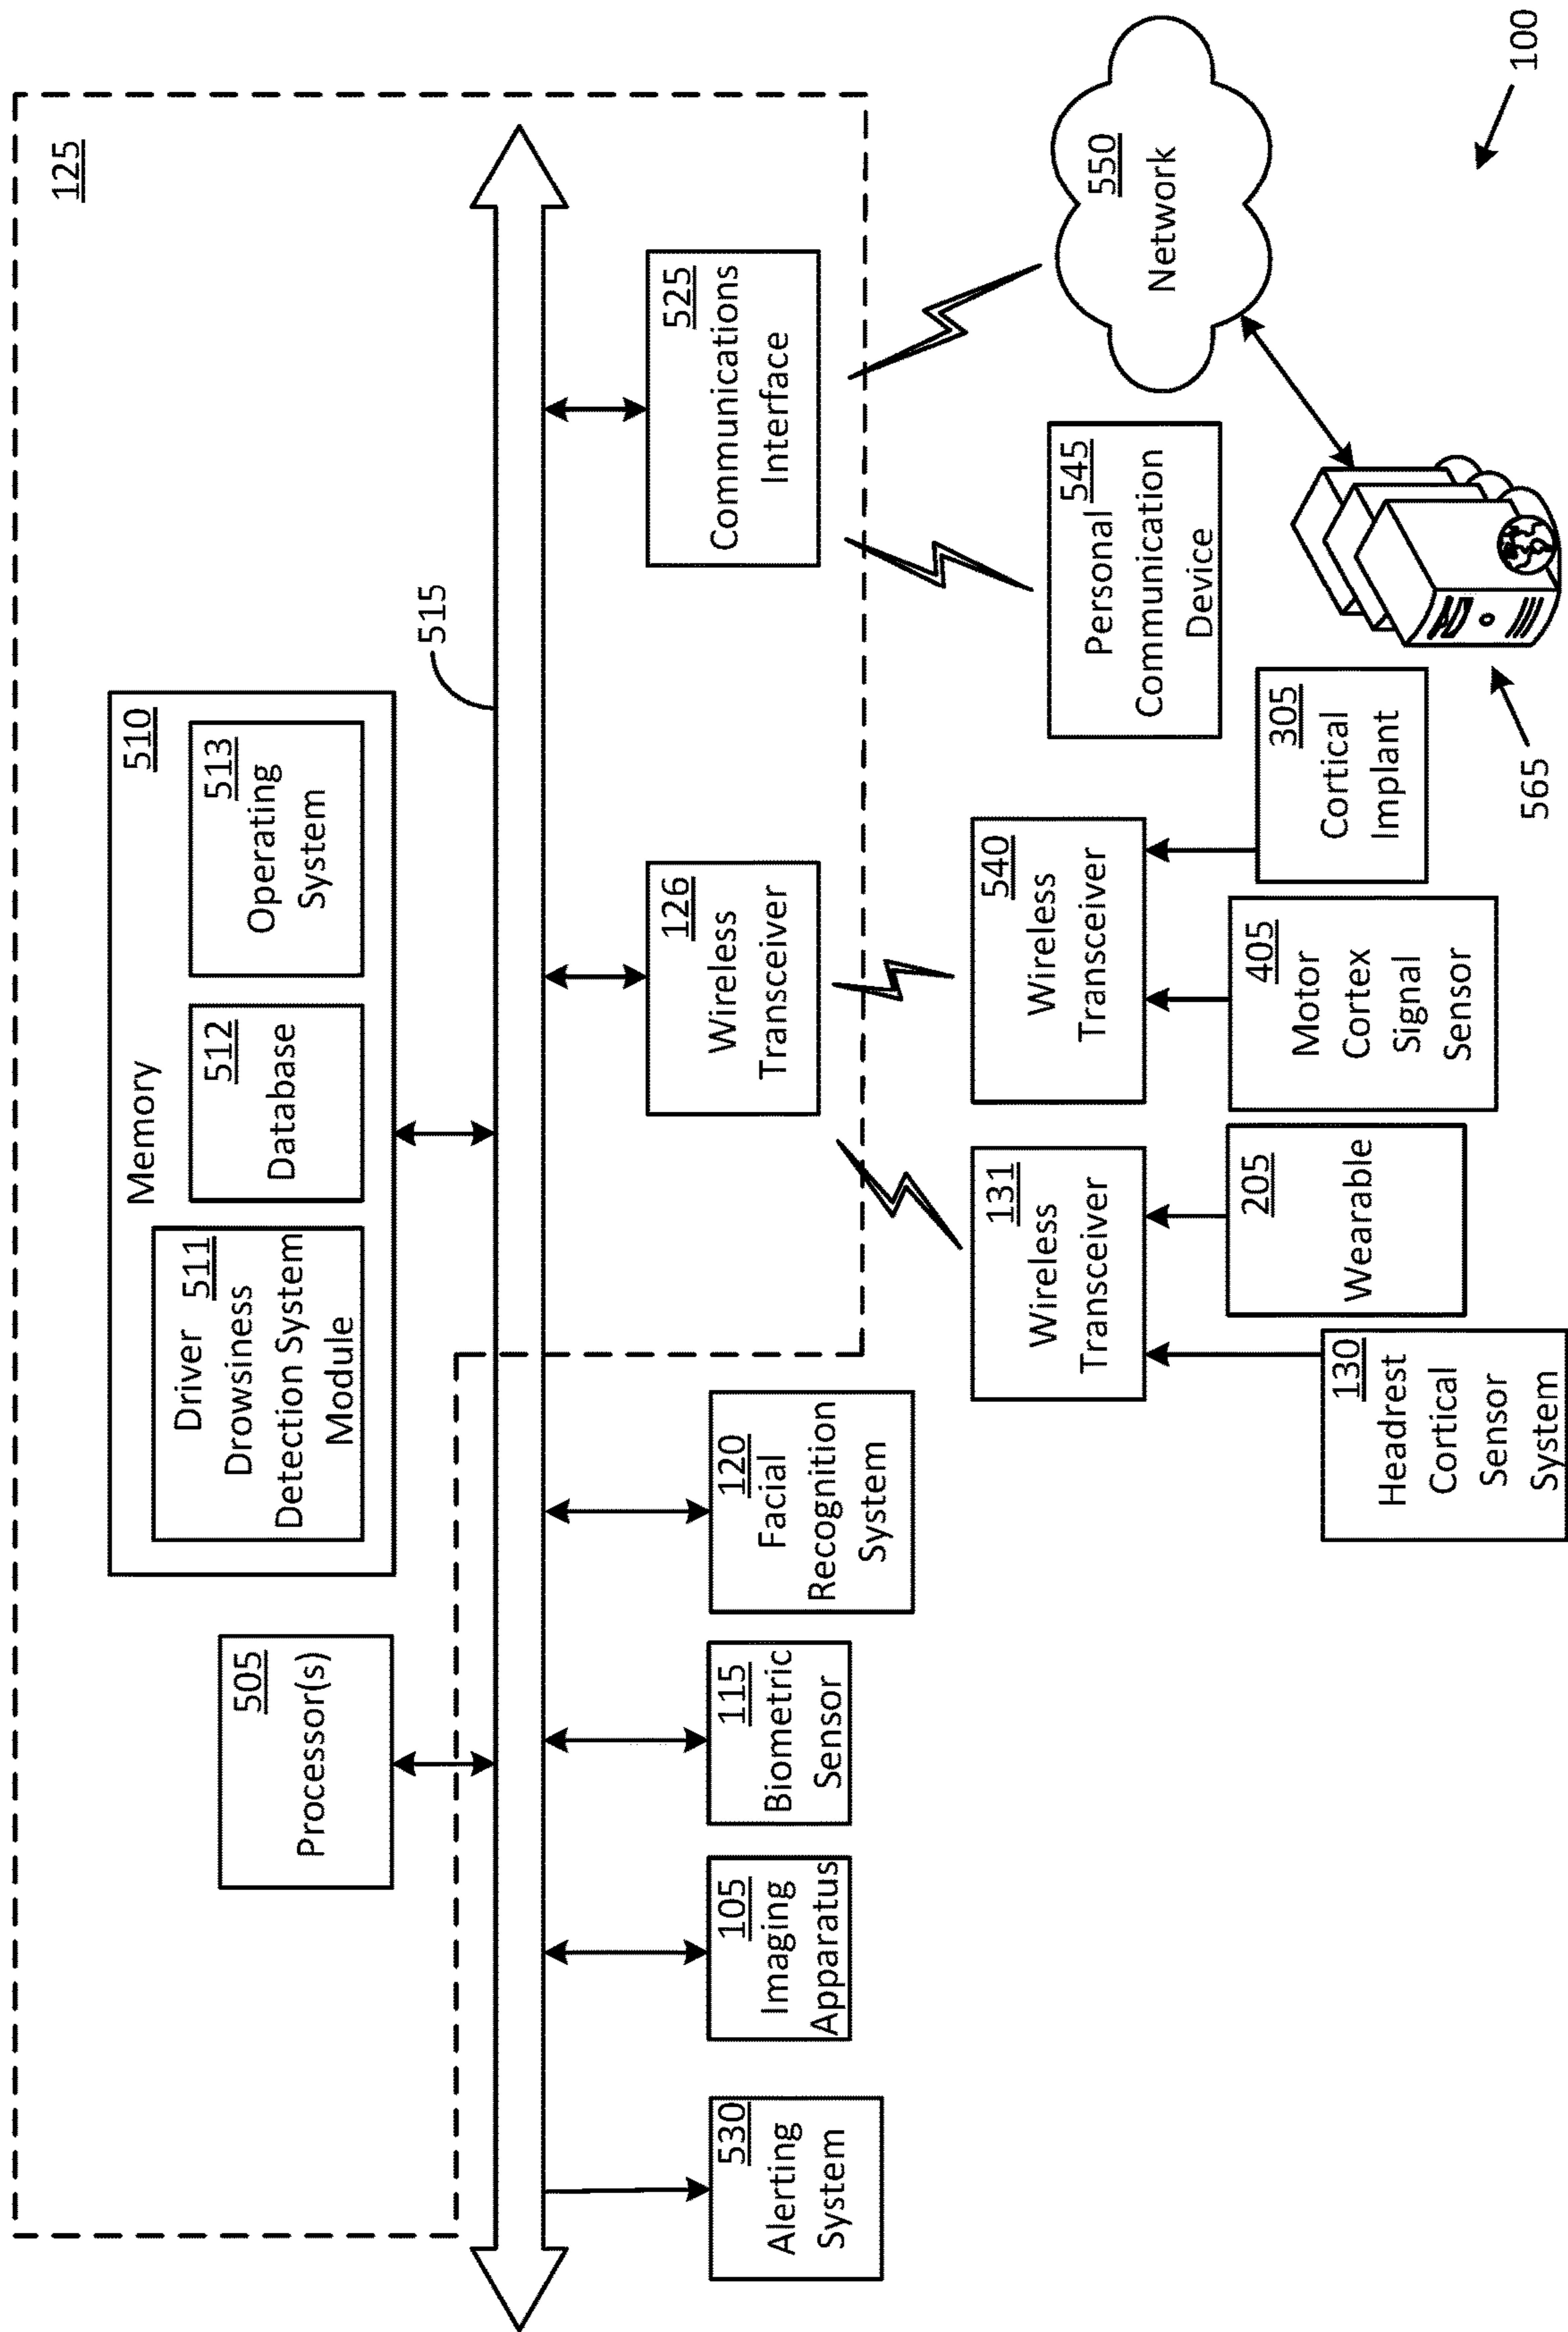 125
505
Processor(s)
Memory
510
Driver
511
Drowsiness
Detection System
Module
512
Database
513
Operating
System
515
530
Alerting
System
105
Imaging
Apparatus
115
Biometric
Sensor
120
Facial
Recognition
System
126
Wireless
Transceiver
525
Communications
Interface
131
Wireless
Transceiver
540
Wireless
Transceiver
545
Personal
Communication
Device
550
Network
130
Headrest
Cortical
Sensor
System
205
Wearable
405
Motor
Cortex
Signal
Sensor
305
Cortical
Implant
565
100